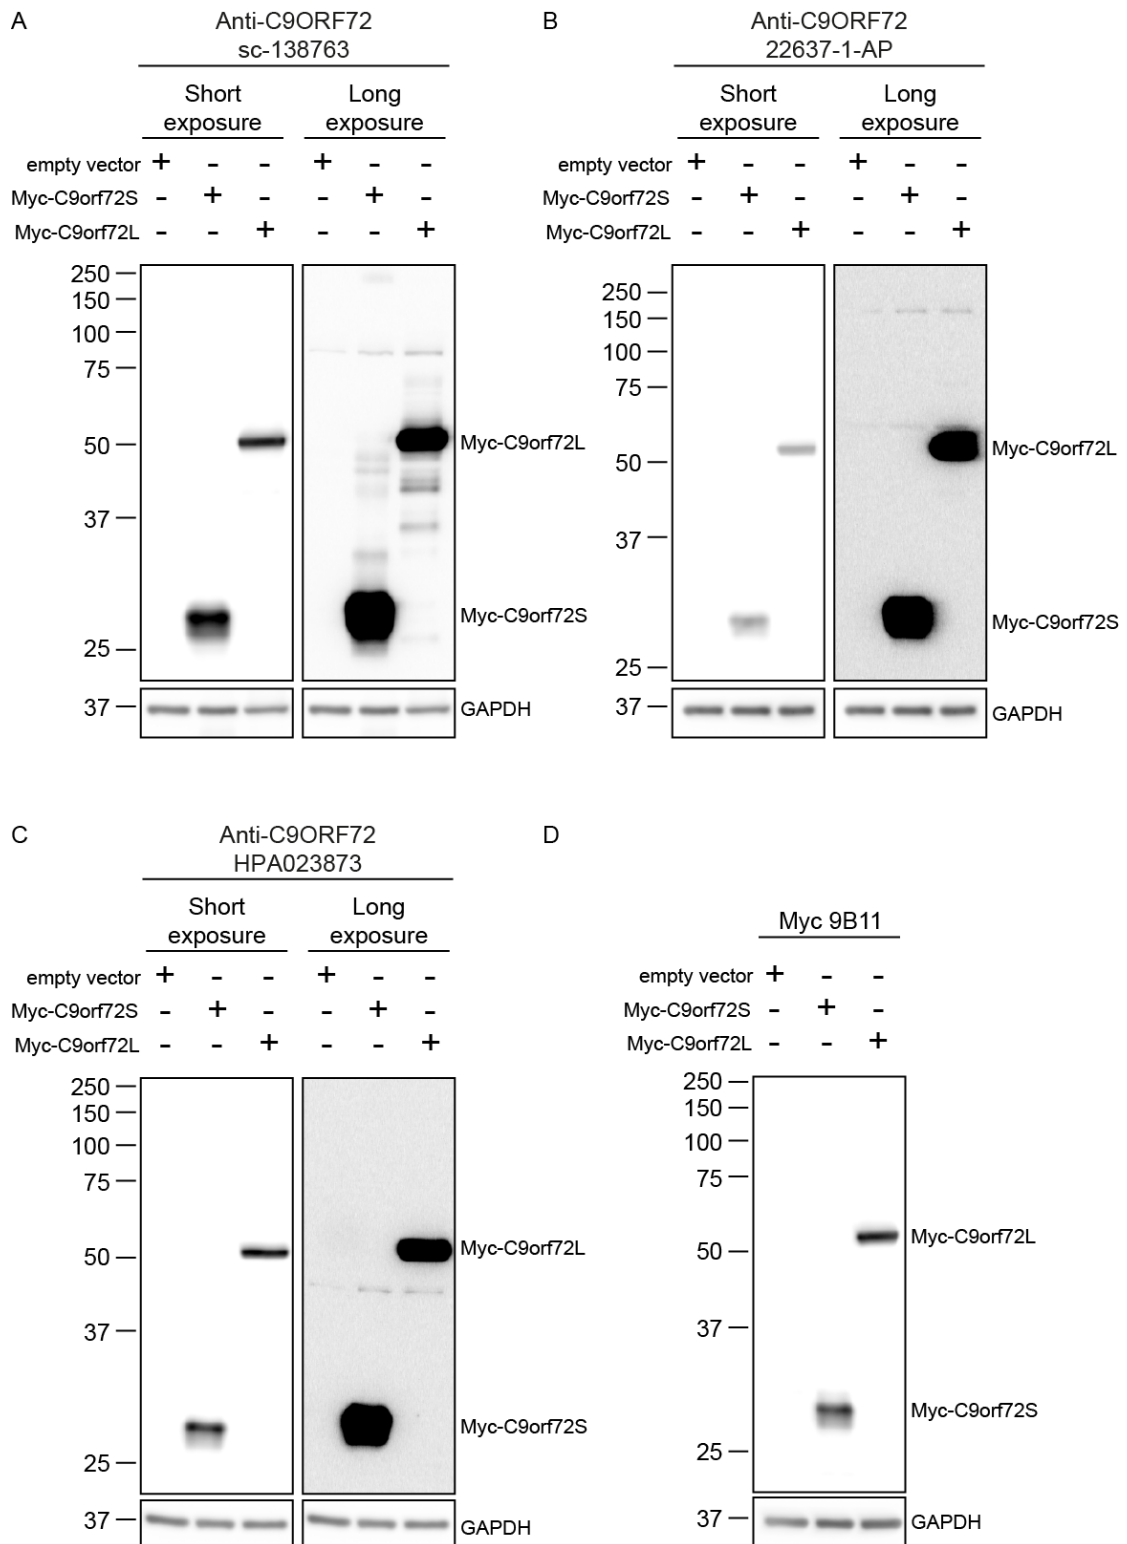 A
Anti-C9ORF72
sc-138763
Short
exposure
Long
exposure
empty vector + - - + - -
Myc-C9orf72S - + - - + -
Myc-C9orf72L - - + - - +
250
150
100
75
50
37
25
Myc-C9orf72L
Myc-C9orf72S
37
GAPDH
B
Anti-C9ORF72
22637-1-AP
Short
exposure
Long
exposure
empty vector + - - + - -
Myc-C9orf72S - + - - + -
Myc-C9orf72L - - + - - +
250
150
100
75
50
37
25
Myc-C9orf72L
Myc-C9orf72S
37
GAPDH
C
Anti-C9ORF72
HPA023873
Short
exposure
Long
exposure
empty vector + - - + - -
Myc-C9orf72S - + - - + -
Myc-C9orf72L - - + - - +
250
150
100
75
50
37
25
Myc-C9orf72L
Myc-C9orf72S
37
GAPDH
D
Myc 9B11
empty vector + - -
Myc-C9orf72S - + -
Myc-C9orf72L - - +
250
150
100
75
50
37
25
Myc-C9orf72L
Myc-C9orf72S
37
GAPDH